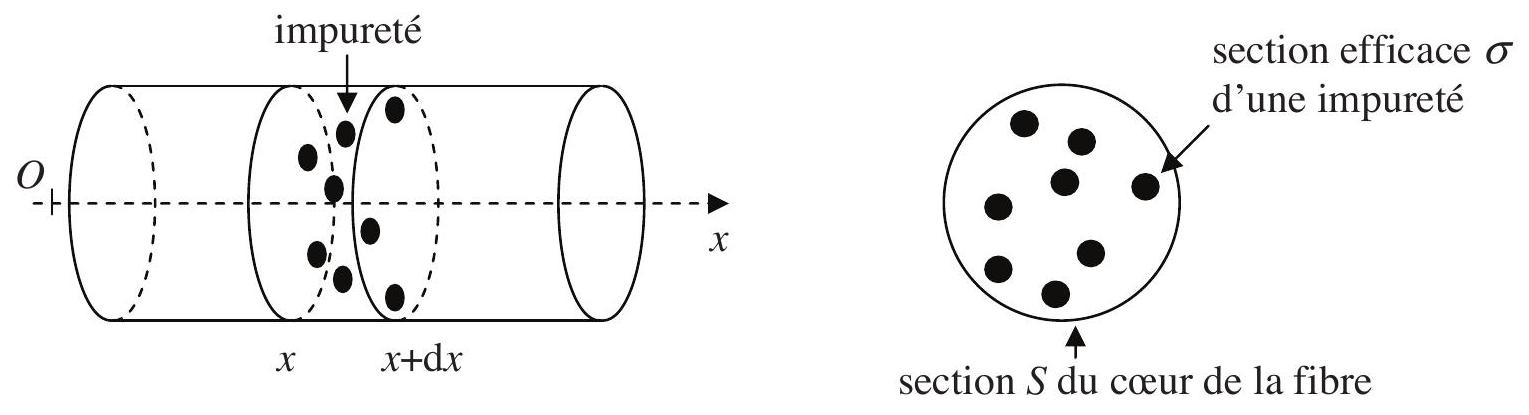 impureté
section efficace σ
d'une impureté
O
x
x
x+dx
section S du cœur de la fibre